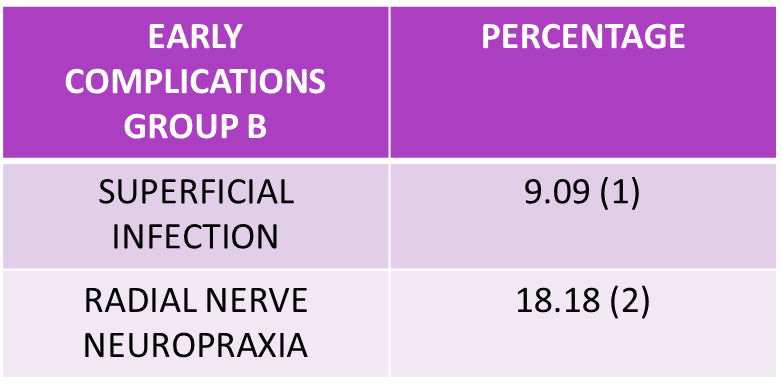 EARLY
COMPLICATIONS
GROUP B
PERCENTAGE
SUPERFICIAL
INFECTION
9.09 (1)
RADIAL NERVE
NEUROPRAXIA
18.18 (2)